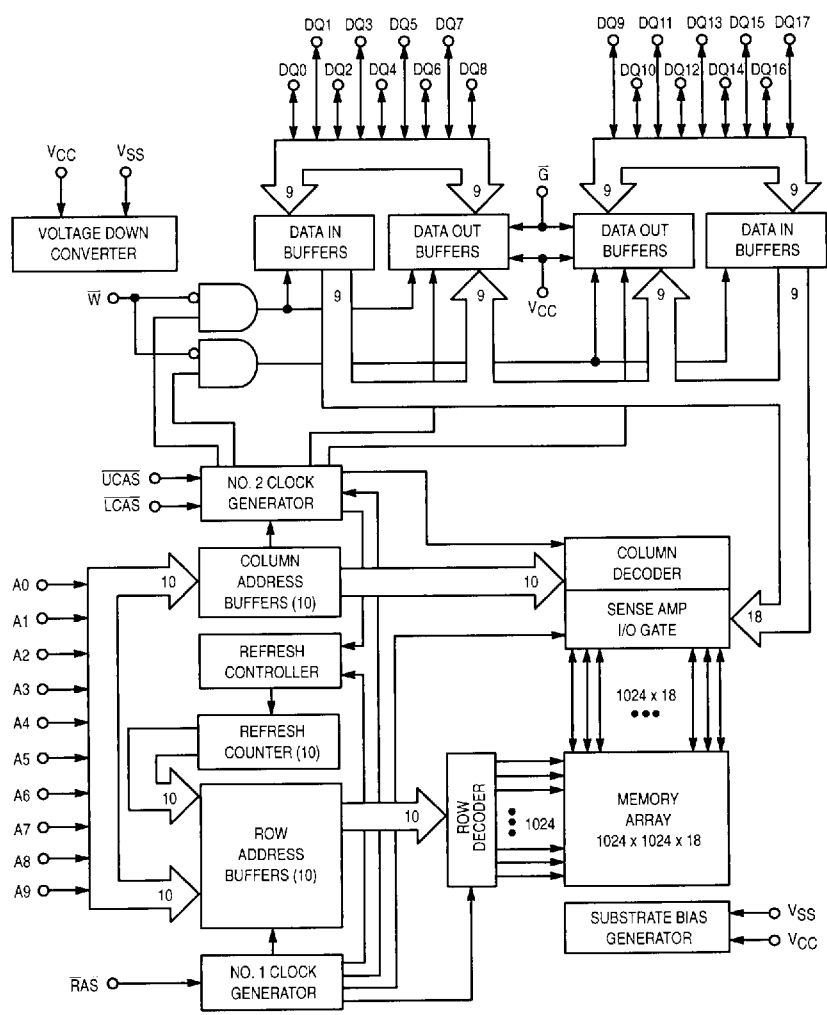 DQ1 DQ3 DQ5 DQ7
DQ0 DQ2 DQ4 DQ6 DQ8
DQ9 DQ11 DQ13 DQ15 DQ17
DQ10 DQ12 DQ14 DQ16
VCC VSS
G
9 9 9 9
VOLTAGE DOWN
CONVERTER
DATA IN
BUFFERS
DATA OUT
BUFFERS
DATA OUT
BUFFERS
DATA IN
BUFFERS
W
9 9 9 9
VCC
UCAS
LCAS
NO. 2 CLOCK
GENERATOR
A0
A1
A2
A3
A4
A5
A6
A7
A8
A9
10
COLUMN
ADDRESS
BUFFERS (10)
10
COLUMN
DECODER
SENSE AMP
I/O GATE
18
REFRESH
CONTROLLER
REFRESH
COUNTER (10)
1024 x 18
•••
10
10
ROW
ADDRESS
BUFFERS (10)
10
ROW
DECODER
1024
MEMORY
ARRAY
1024 x 1024 x 18
SUBSTRATE BIAS
GENERATOR
VSS
VCC
RAS
NO. 1 CLOCK
GENERATOR